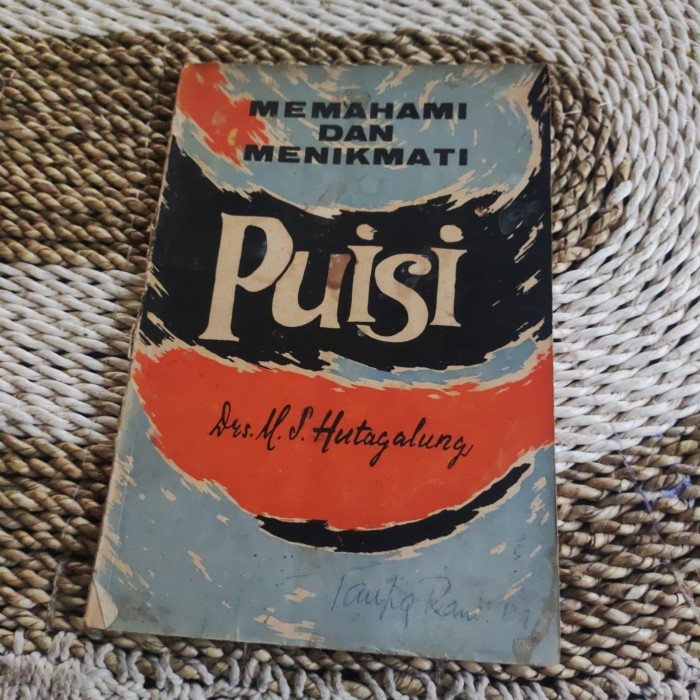 MEMAHAMI
DAN
MENIKMATI
Puisi
Drs. M. S. Hutagalung